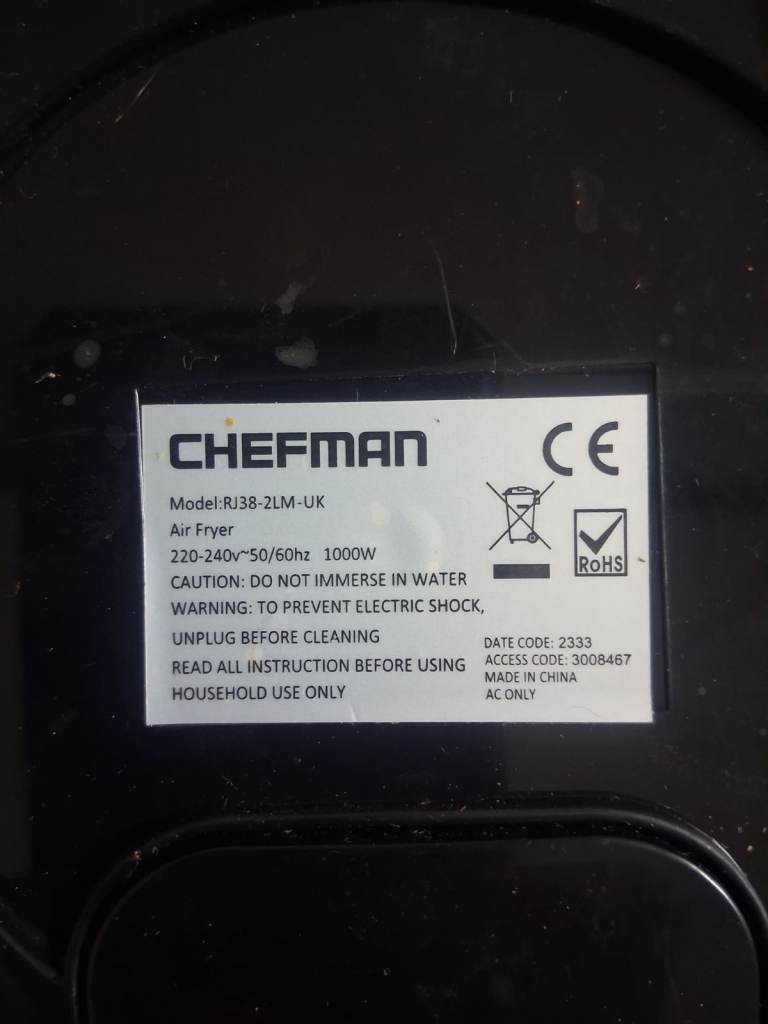 CHEFMAN
CE
Model:RJ38-2LM-UK
Air Fryer
220-240v~50/60hz 1000W
CAUTION: DO NOT IMMERSE IN WATER
WARNING: TO PREVENT ELECTRIC SHOCK,
UNPLUG BEFORE CLEANING
READ ALL INSTRUCTION BEFORE USING
HOUSEHOLD USE ONLY
RoHS
DATE CODE: 2333
ACCESS CODE: 3008467
MADE IN CHINA
AC ONLY